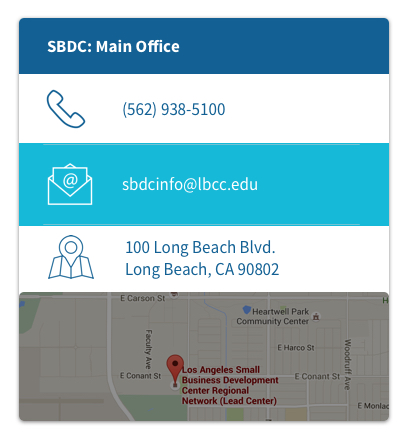 SBDC: Main Office
(562) 938-5100
@
sbdcinfo@lbcc.edu
100 Long Beach Blvd.
Long Beach, CA 90802
E Carson St
Heartwell Park
Community Center
Faculty Ave
E Harco St
Woodruff Ave
E Conant St
E Conant St
Los Angeles Small
Business Development
Center Regional
Network (Lead Center)
E Monlac